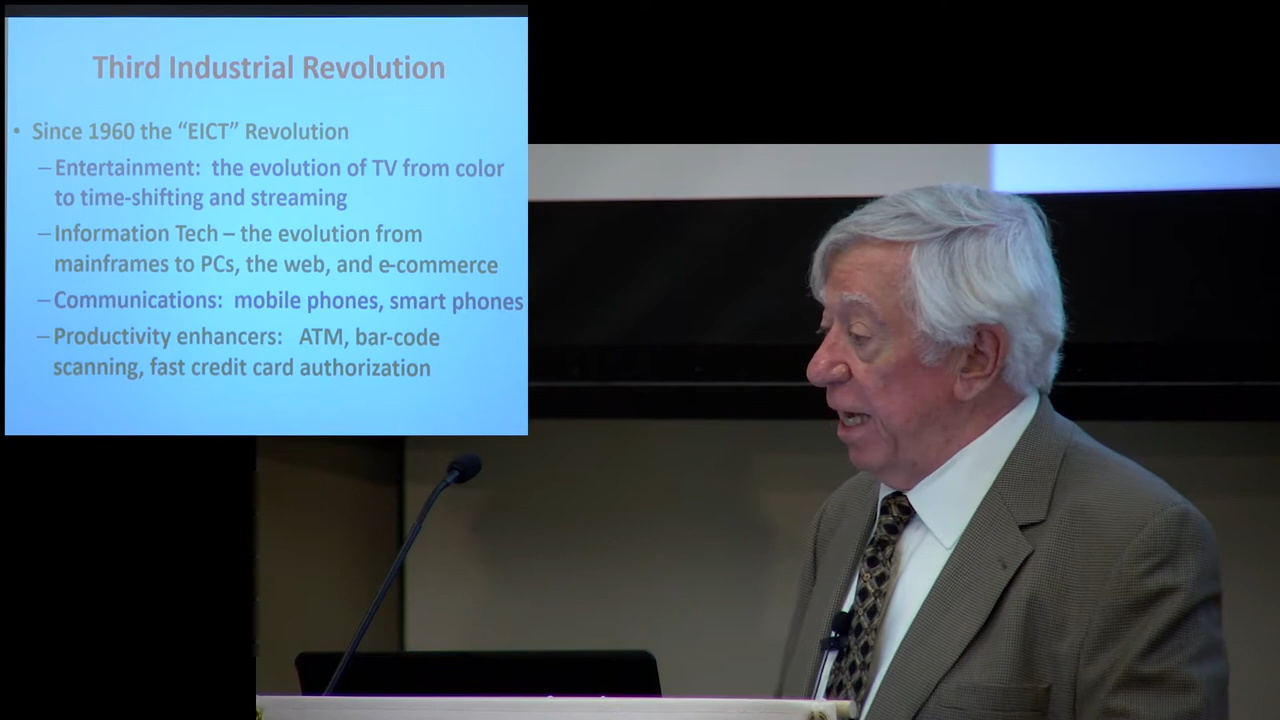 Third Industrial Revolution
• Since 1960 the “EICT” Revolution
– Entertainment: the evolution of TV from color
to time-shifting and streaming
– Information Tech – the evolution from
mainframes to PCs, the web, and e-commerce
– Communications: mobile phones, smart phones
– Productivity enhancers: ATM, bar-code
scanning, fast credit card authorization